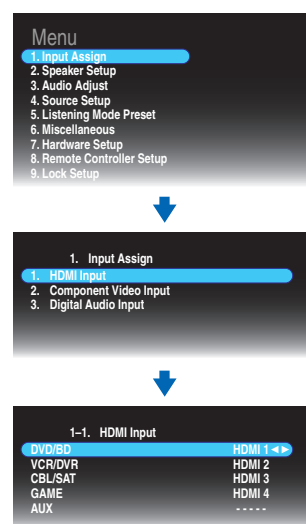 Menu
1. Input Assign
2. Speaker Setup
3. Audio Adjust
4. Source Setup
5. Listening Mode Preset
6. Miscellaneous
7. Hardware Setup
8. Remote Controller Setup
9. Lock Setup
1. Input Assign
1. HDMI Input
2. Component Video Input
3. Digital Audio Input
1–1. HDMI Input
DVD/BD HDMI 1 ◄►
VCR/DVR HDMI 2
CBL/SAT HDMI 3
GAME HDMI 4
AUX - - - - -